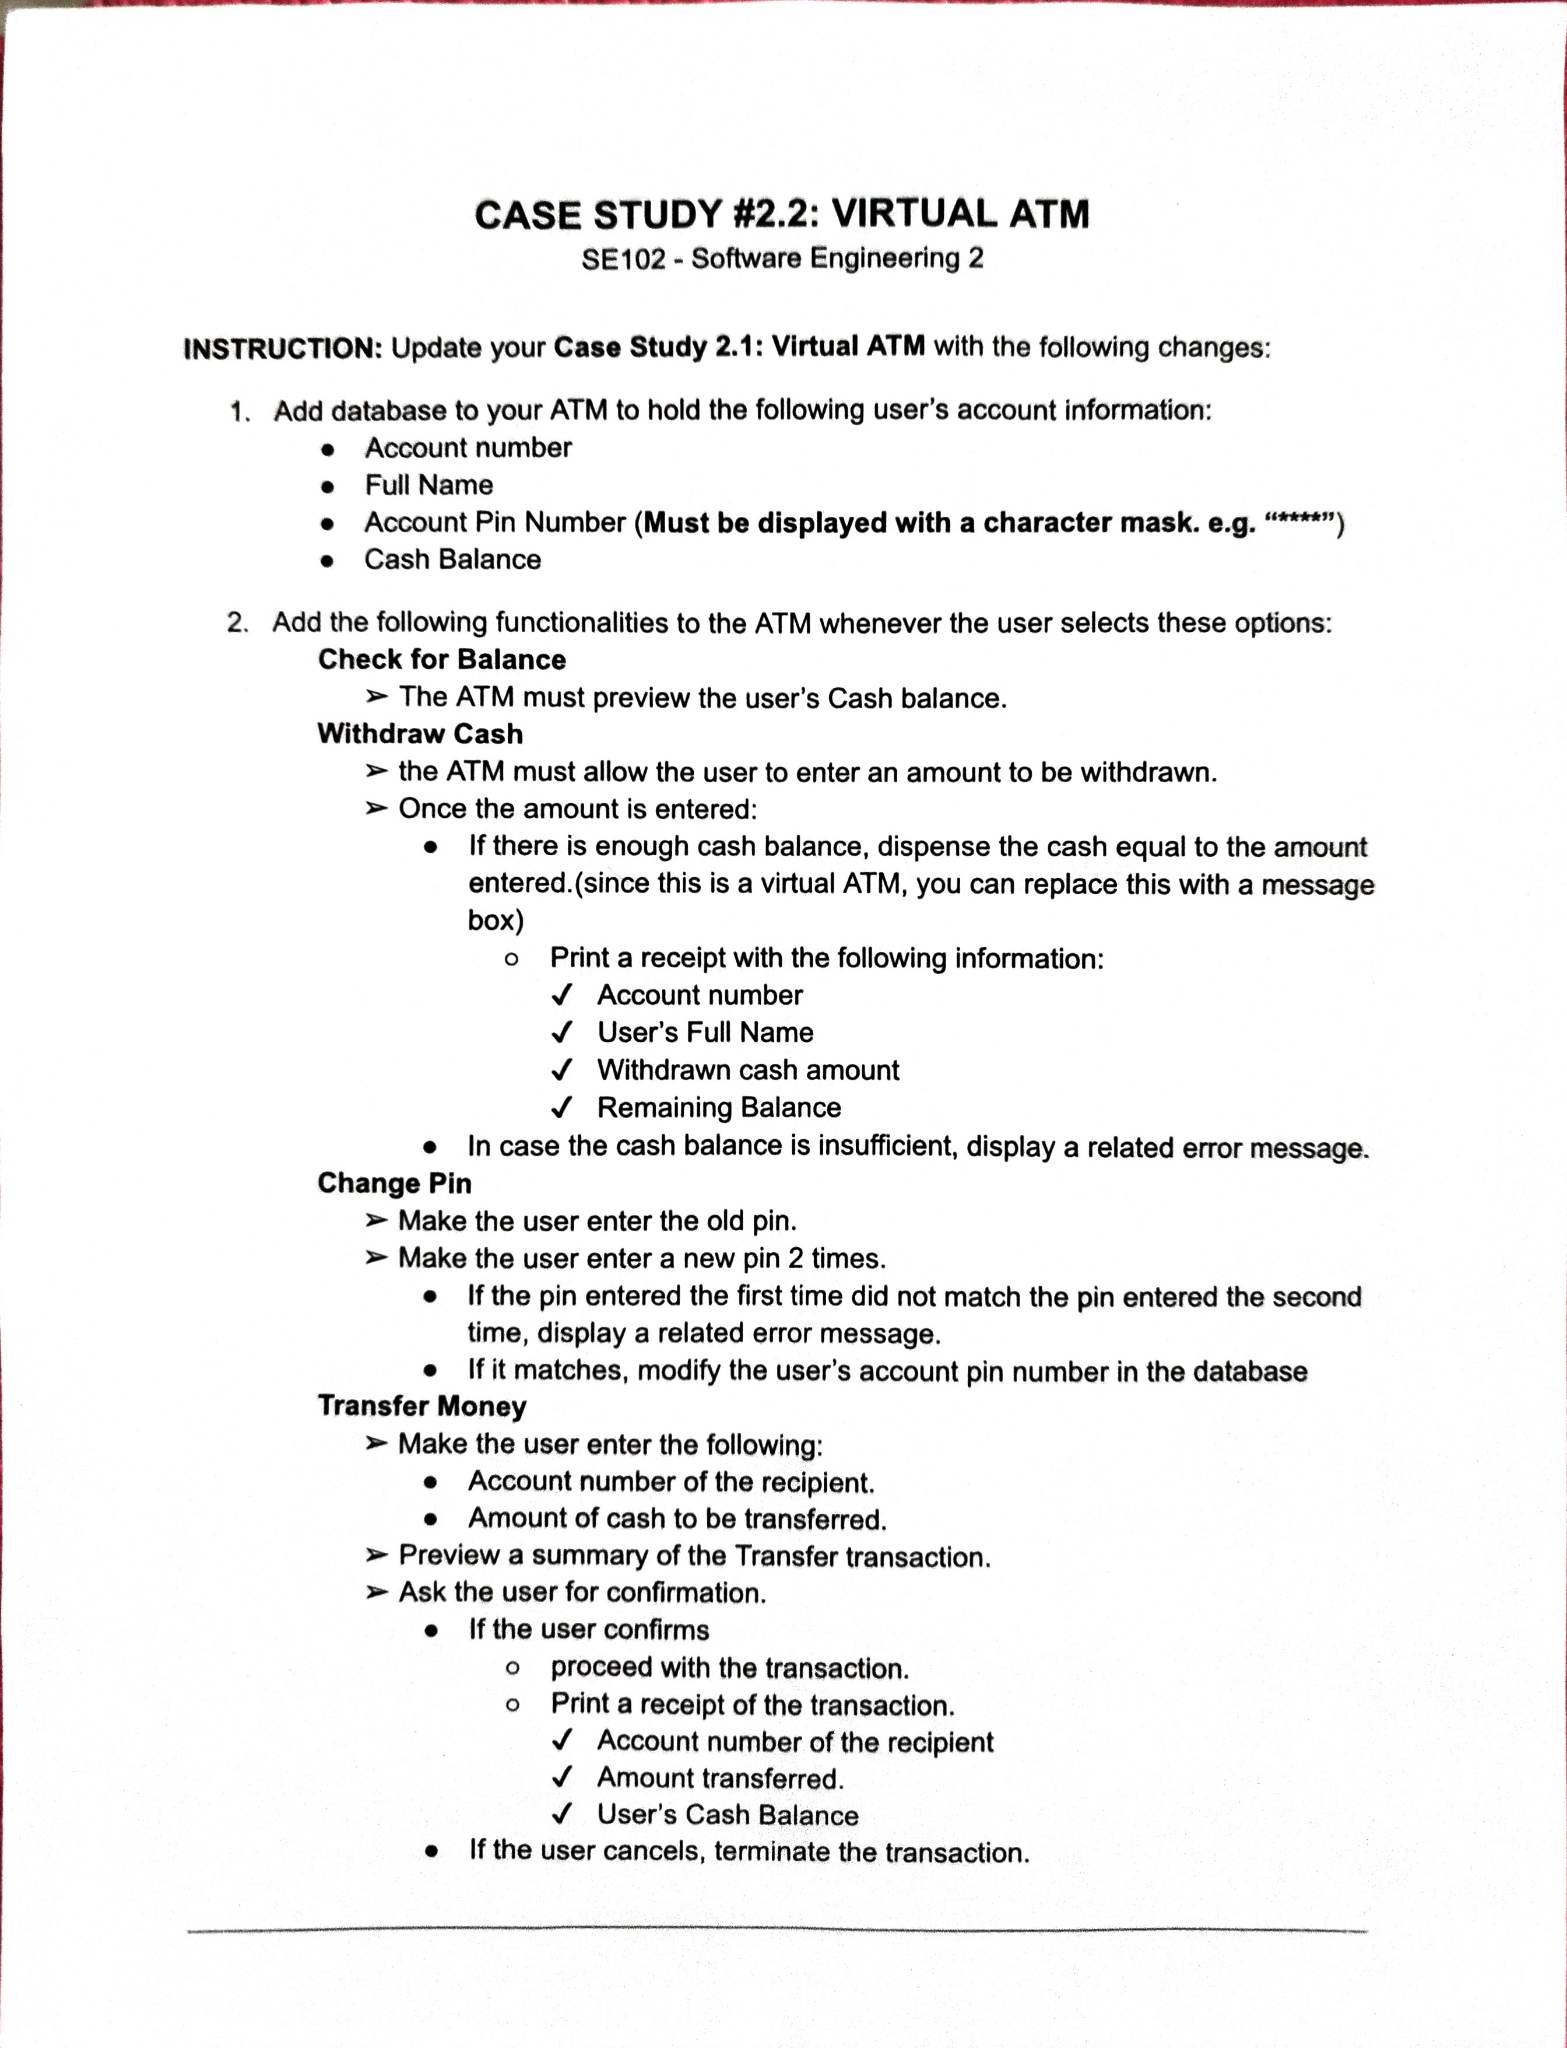 CASE STUDY #2.2: VIRTUAL ATM
SE102 - Software Engineering 2
INSTRUCTION: Update your Case Study 2.1: Virtual ATM with the following changes:
1. Add database to your ATM to hold the following user's account information:
● Account number
● Full Name
● Account Pin Number (Must be displayed with a character mask. e.g. “****”)
● Cash Balance
2. Add the following functionalities to the ATM whenever the user selects these options:
Check for Balance
➢ The ATM must preview the user's Cash balance.
Withdraw Cash
➢ the ATM must allow the user to enter an amount to be withdrawn.
➢ Once the amount is entered:
● If there is enough cash balance, dispense the cash equal to the amount
entered.(since this is a virtual ATM, you can replace this with a message
box)
○ Print a receipt with the following information:
✓ Account number
✓ User's Full Name
✓ Withdrawn cash amount
✓ Remaining Balance
● In case the cash balance is insufficient, display a related error message.
Change Pin
➢ Make the user enter the old pin.
➢ Make the user enter a new pin 2 times.
● If the pin entered the first time did not match the pin entered the second
time, display a related error message.
● If it matches, modify the user's account pin number in the database
Transfer Money
➢ Make the user enter the following:
● Account number of the recipient.
● Amount of cash to be transferred.
➢ Preview a summary of the Transfer transaction.
➢ Ask the user for confirmation.
● If the user confirms
○ proceed with the transaction.
○ Print a receipt of the transaction.
✓ Account number of the recipient
✓ Amount transferred.
✓ User's Cash Balance
● If the user cancels, terminate the transaction.